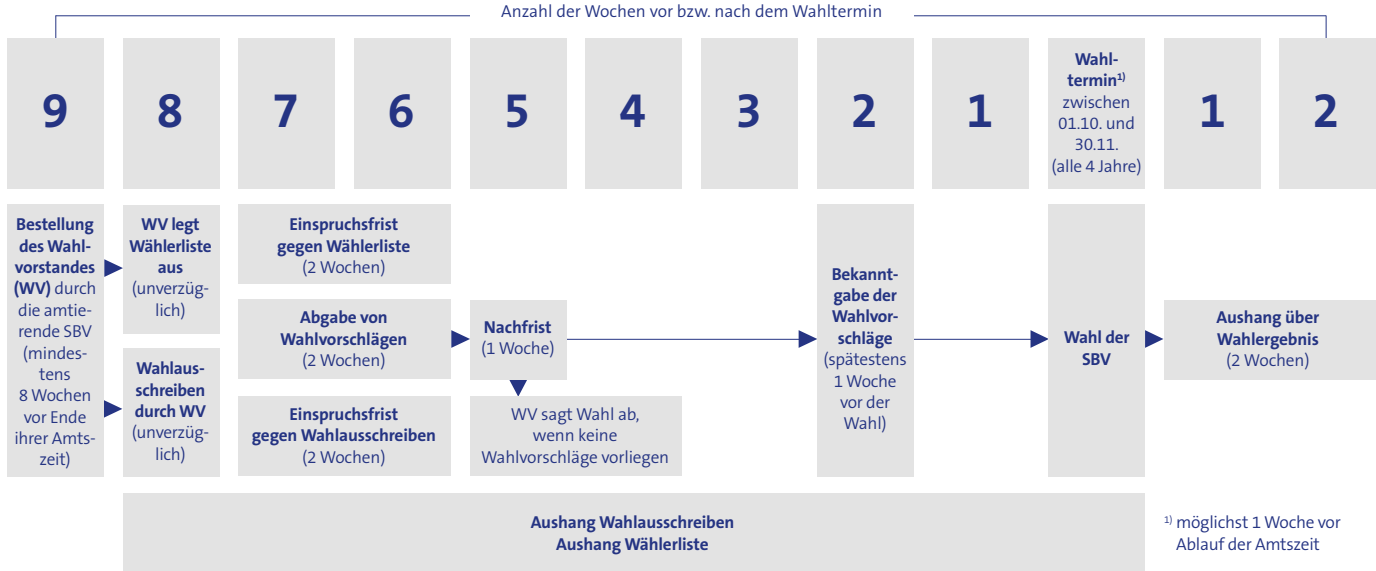 Anzahl der Wochen vor bzw. nach dem Wahltermin
9
8
7
6
5
4
3
2
1
Wahl-
termin¹⁾
zwischen
01.10. und
30.11.
(alle 4 Jahre)
1
2
Bestellung
des Wahl-
vorstandes
(WV) durch
die amtie-
rende SBV
(mindes-
tens
8 Wochen
vor Ende
ihrer Amts-
zeit)
WV legt
Wählerliste
aus
(unverzüg-
lich)
Wahlaus-
schreiben
durch WV
(unverzüg-
lich)
Einspruchsfrist
gegen Wählerliste
(2 Wochen)
Abgabe von
Wahlvorschlägen
(2 Wochen)
Einspruchsfrist
gegen Wahlausschreiben
(2 Wochen)
Nachfrist
(1 Woche)
WV sagt Wahl ab,
wenn keine
Wahlvorschläge vorliegen
Bekannt-
gabe der
Wahlvor-
schläge
(spätestens
1 Woche
vor der
Wahl)
Wahl der
SBV
Aushang über
Wahlergebnis
(2 Wochen)
Aushang Wahlausschreiben
Aushang Wählerliste
¹⁾ möglichst 1 Woche vor
Ablauf der Amtszeit